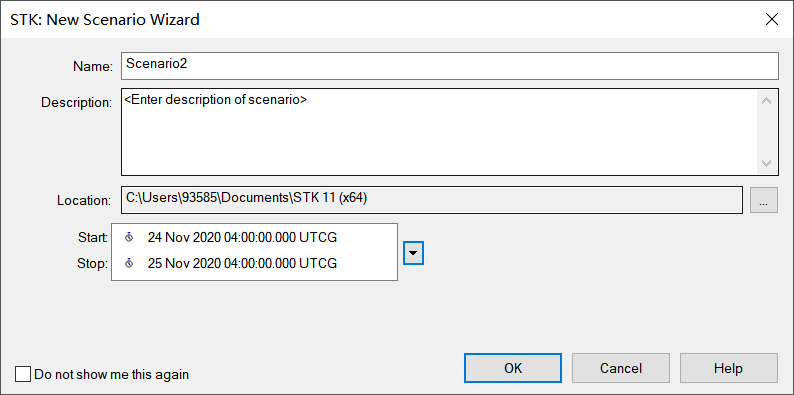 STK: New Scenario Wizard
Name: Scenario2
Description: <Enter description of scenario>
Location: C:\Users\93585\Documents\STK 11 (x64) ...
Start: 24 Nov 2020 04:00:00.000 UTCG
Stop: 25 Nov 2020 04:00:00.000 UTCG
Do not show me this again OK Cancel Help